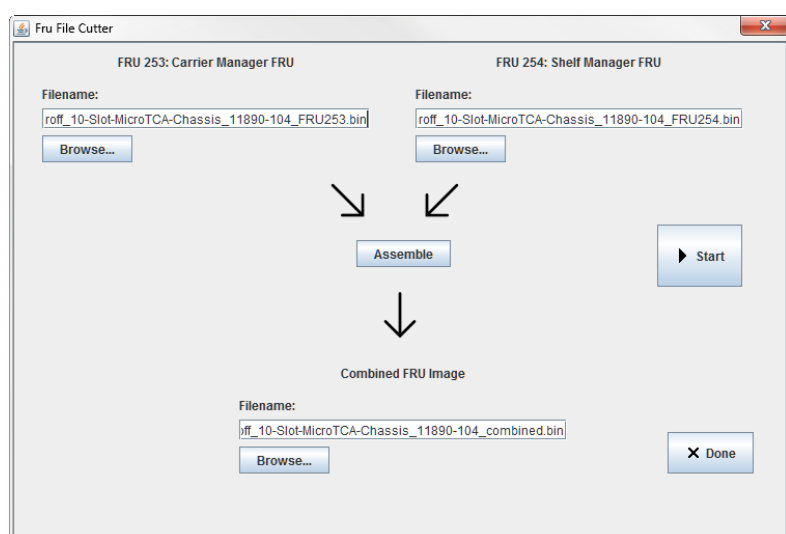 Fru File Cutter
FRU 253: Carrier Manager FRU
FRU 254: Shelf Manager FRU
Filename:
Filename:
roff_10-Slot-MicroTCA-Chassis_11890-104_FRU253.bin
roff_10-Slot-MicroTCA-Chassis_11890-104_FRU254.bin
Browse...
Browse...
Assemble
Start
Combined FRU Image
Filename:
off_10-Slot-MicroTCA-Chassis_11890-104_combined.bin
Browse...
Done